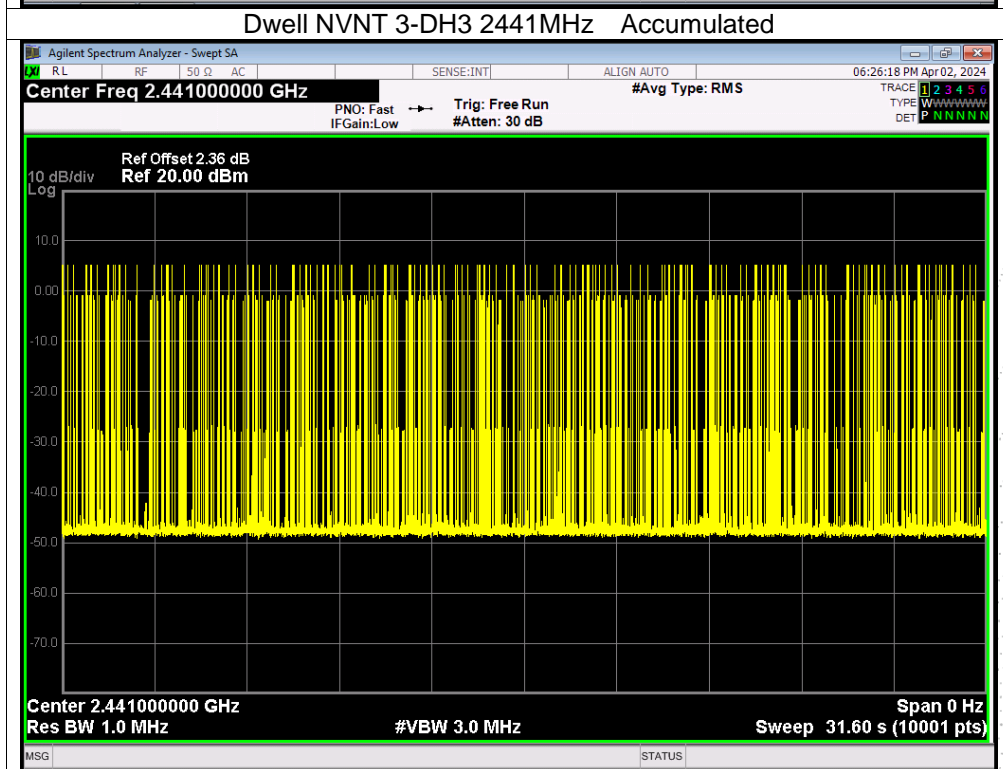 Dwell NVNT 3-DH3 2441MHz Accumulated
Agilent Spectrum Analyzer - Swept SA
LXI RL RF 50 Ω AC SENSE:INT ALIGN AUTO 06:26:18 PM Apr 02, 2024
Center Freq 2.441000000 GHz #Avg Type: RMS TRACE 1 2 3 4 5 6
PNO: Fast Trig: Free Run TYPE WWWWWW
IFGain:Low #Atten: 30 dB DET P N N N N N
Ref Offset 2.36 dB
10 dB/div Ref 20.00 dBm
Log
10.0
0.00
-10.0
-20.0
-30.0
-40.0
-50.0
-60.0
-70.0
Center 2.441000000 GHz Span 0 Hz
Res BW 1.0 MHz #VBW 3.0 MHz Sweep 31.60 s (10001 pts)
MSG STATUS